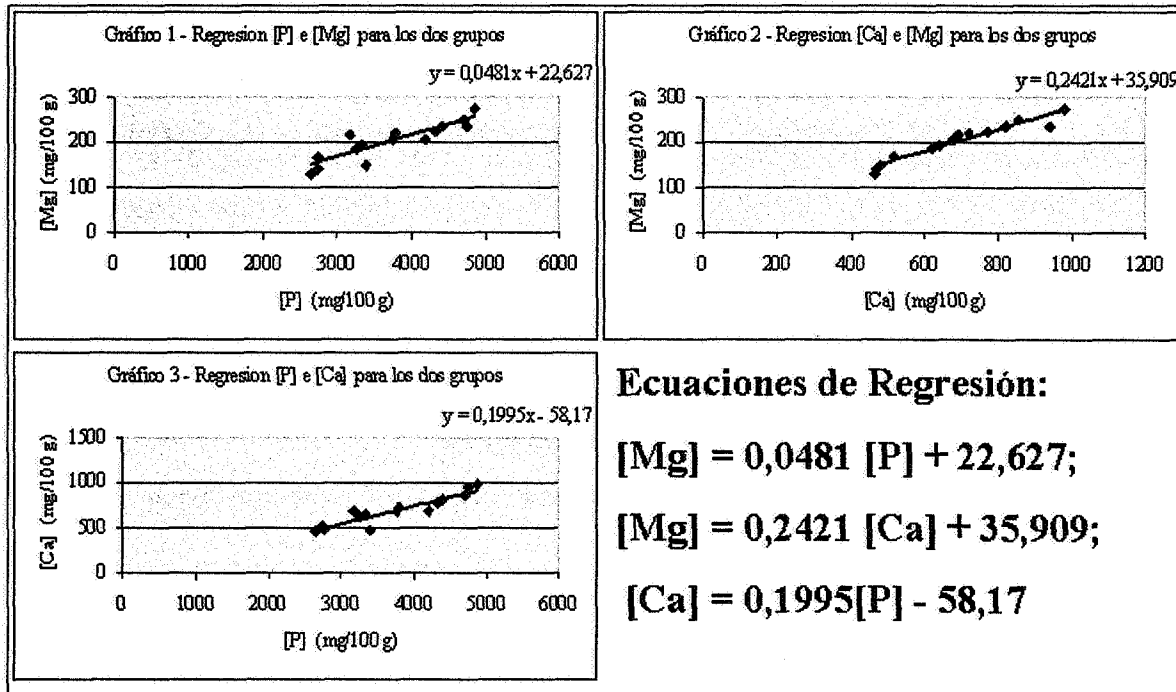 Gráfico 1 - Regresion [P] e [Mg] para los dos grupos
y = 0,0481x + 22,627
[Mg] (mg/100 g)
300
200
100
0
0 1000 2000 3000 4000 5000 6000
[P] (mg/100 g)
Gráfico 2 - Regresion [Ca] e [Mg] para los dos grupos
y = 0,2421x + 35,909
[Mg] (mg/100 g)
300
200
100
0
0 200 400 600 800 1000 1200
[Ca] (mg/100 g)
Gráfico 3 - Regresion [P] e [Ca] para los dos grupos
y = 0,1995x - 58,17
[Ca] (mg/100 g)
1500
1000
500
0
0 1000 2000 3000 4000 5000 6000
[P] (mg/100 g)
Ecuaciones de Regresión:
[Mg] = 0,0481 [P] + 22,627;
[Mg] = 0,2421 [Ca] + 35,909;
[Ca] = 0,1995[P] - 58,17